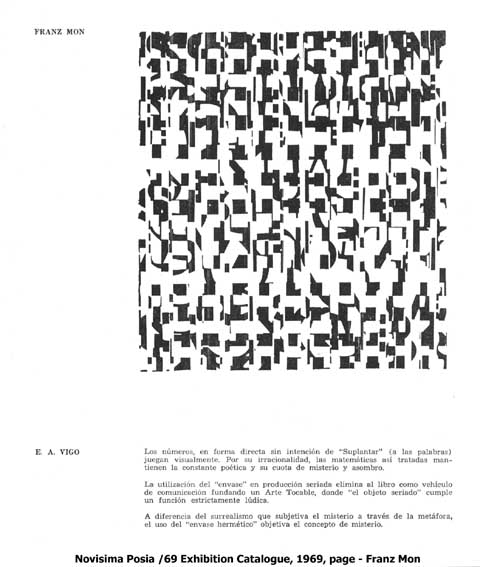 FRANZ MON
E. A. VIGO
Los números, en forma directa sin intención de "Suplantar" (a las palabras)
juegan visualmente. Por su irracionalidad, las matemáticas así tratadas man-
tienen la constante poética y su cuota de misterio y asombro.
La utilización del "envase" en producción seriada elimina al libro como vehículo
de comunicación fundando un Arte Tocable, donde "el objeto seriado" cumple
un función estrictamente lúdica.
A diferencia del surrealismo que subjetiva el misterio a través de la metáfora,
el uso del "envase hermético" objetiva el concepto de misterio.
Novisima Posia /69 Exhibition Catalogue, 1969, page - Franz Mon